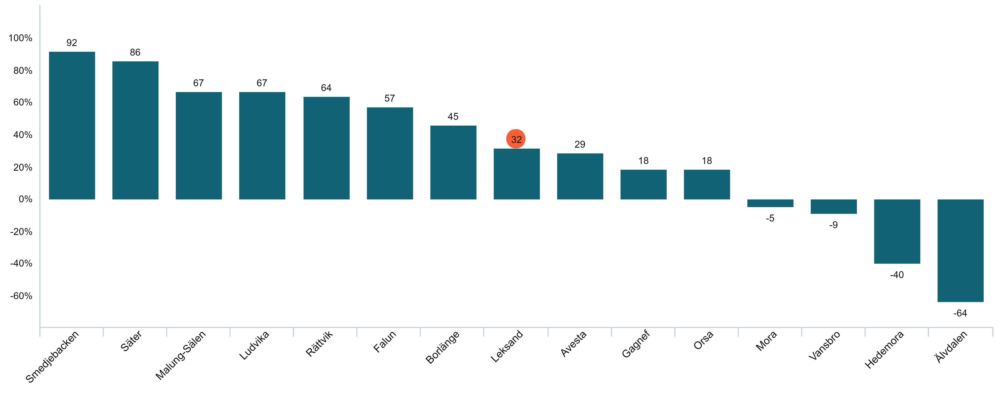 100%
80%
60%
40%
20%
0%
-20%
-40%
-60%
92
86
67
67
64
57
45
32
29
18
18
-5
-9
-40
-64
Smedjebacken
Säter
Malung-Sälen
Ludvika
Rättvik
Falun
Borlänge
Leksand
Avesta
Gagnef
Orsa
Mora
Vansbro
Hedemora
Älvdalen